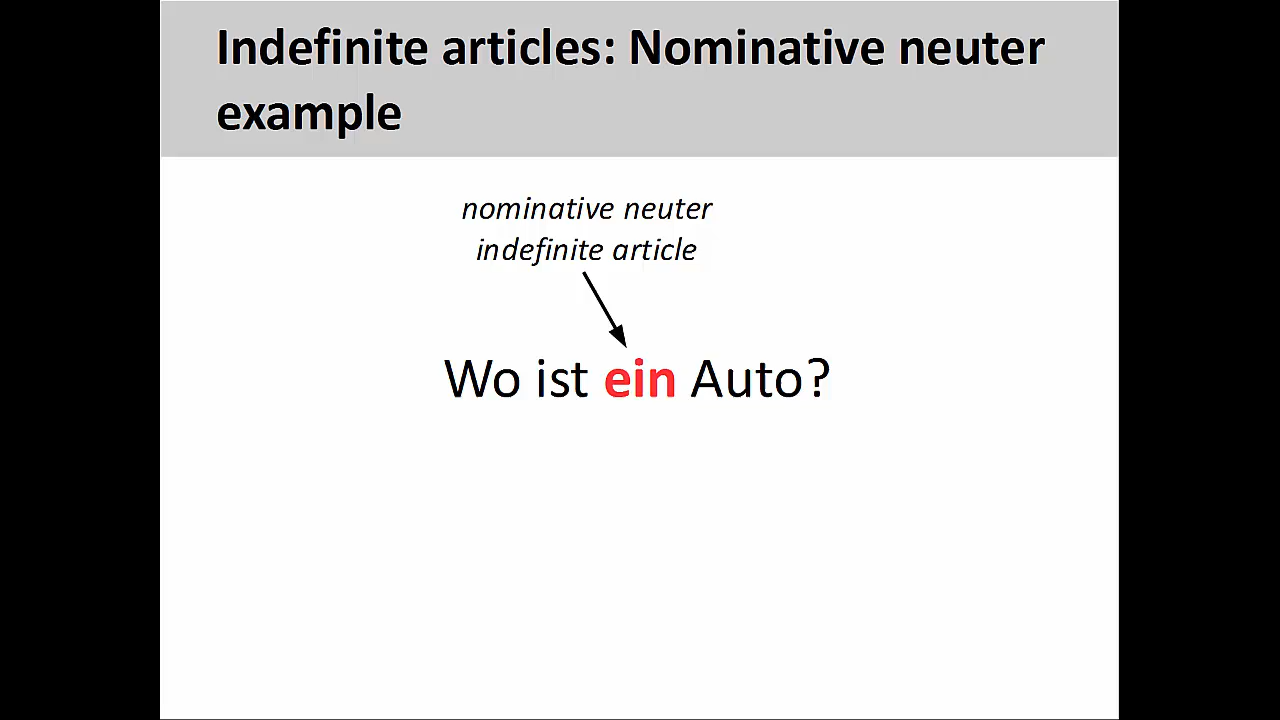 Indefinite articles: Nominative neuter
example
nominative neuter
indefinite article
Wo ist ein Auto?